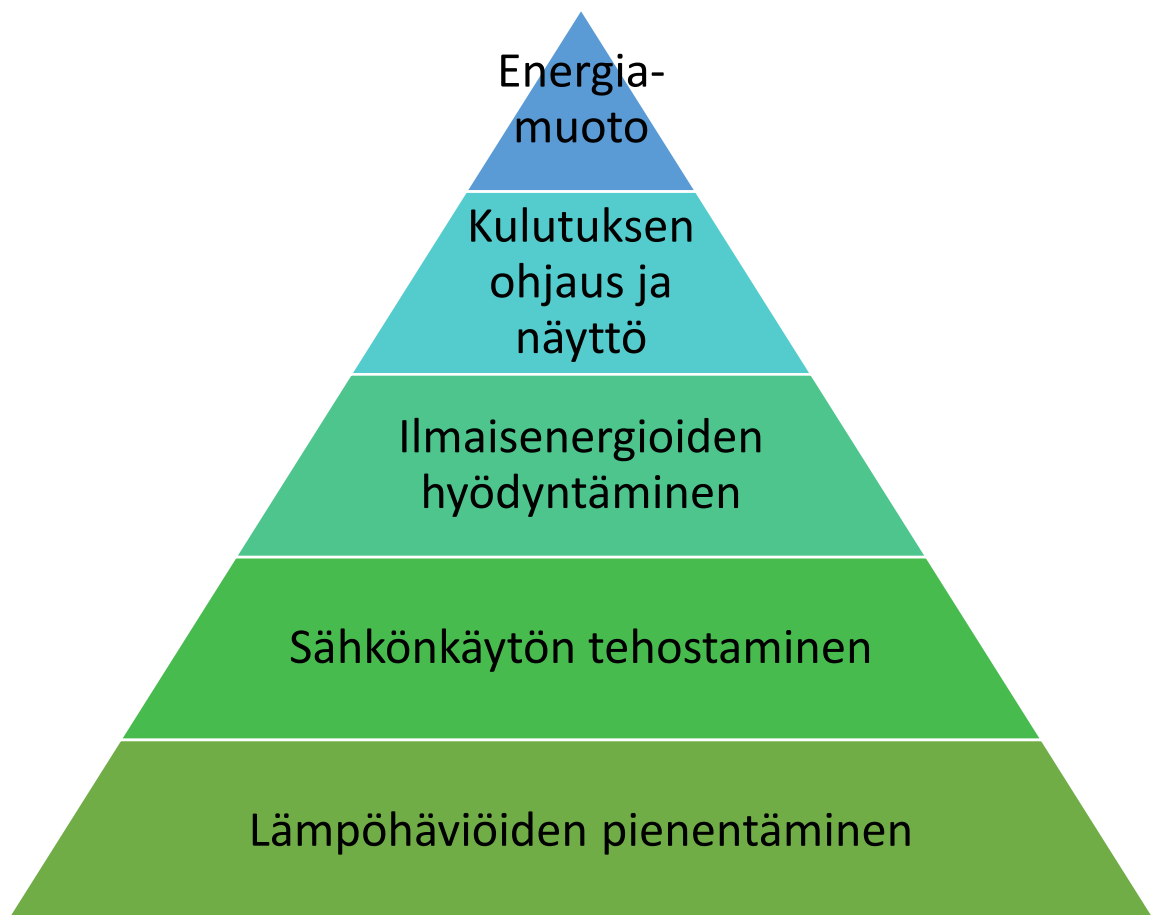 Energia-
muoto
Kulutuksen
ohjaus ja
näyttö
Ilmaisenergioiden
hyödyntäminen
Sähkönkäytön tehostaminen
Lämpöhäviöiden pienentäminen